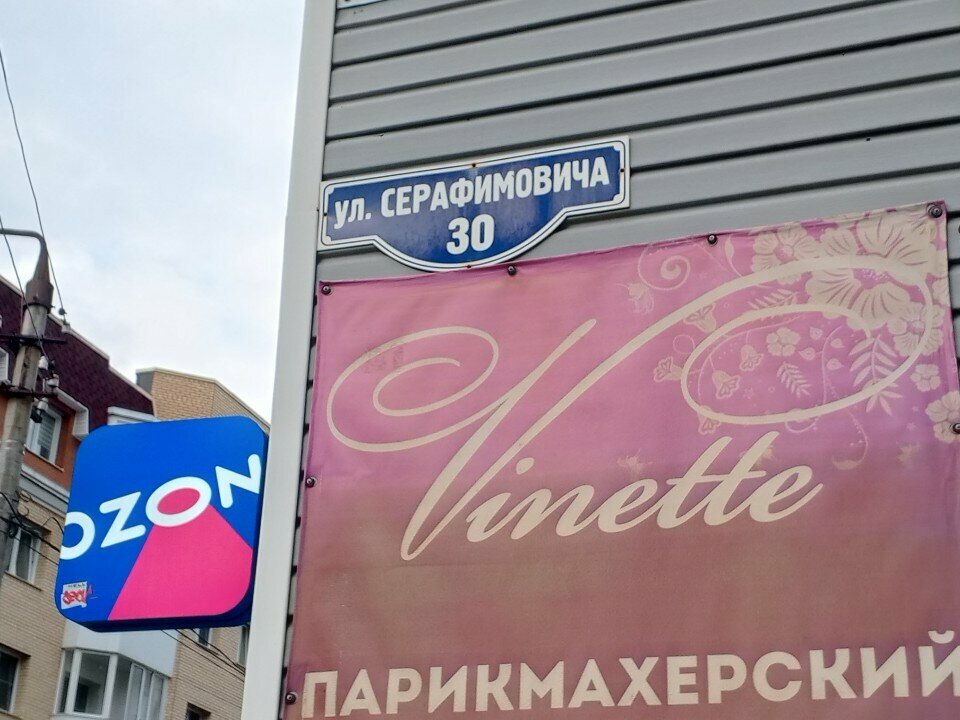 ул. СЕРАФИМОВИЧА
30
Vinette
OZON
ПАРИКМАХЕРСКИЙ